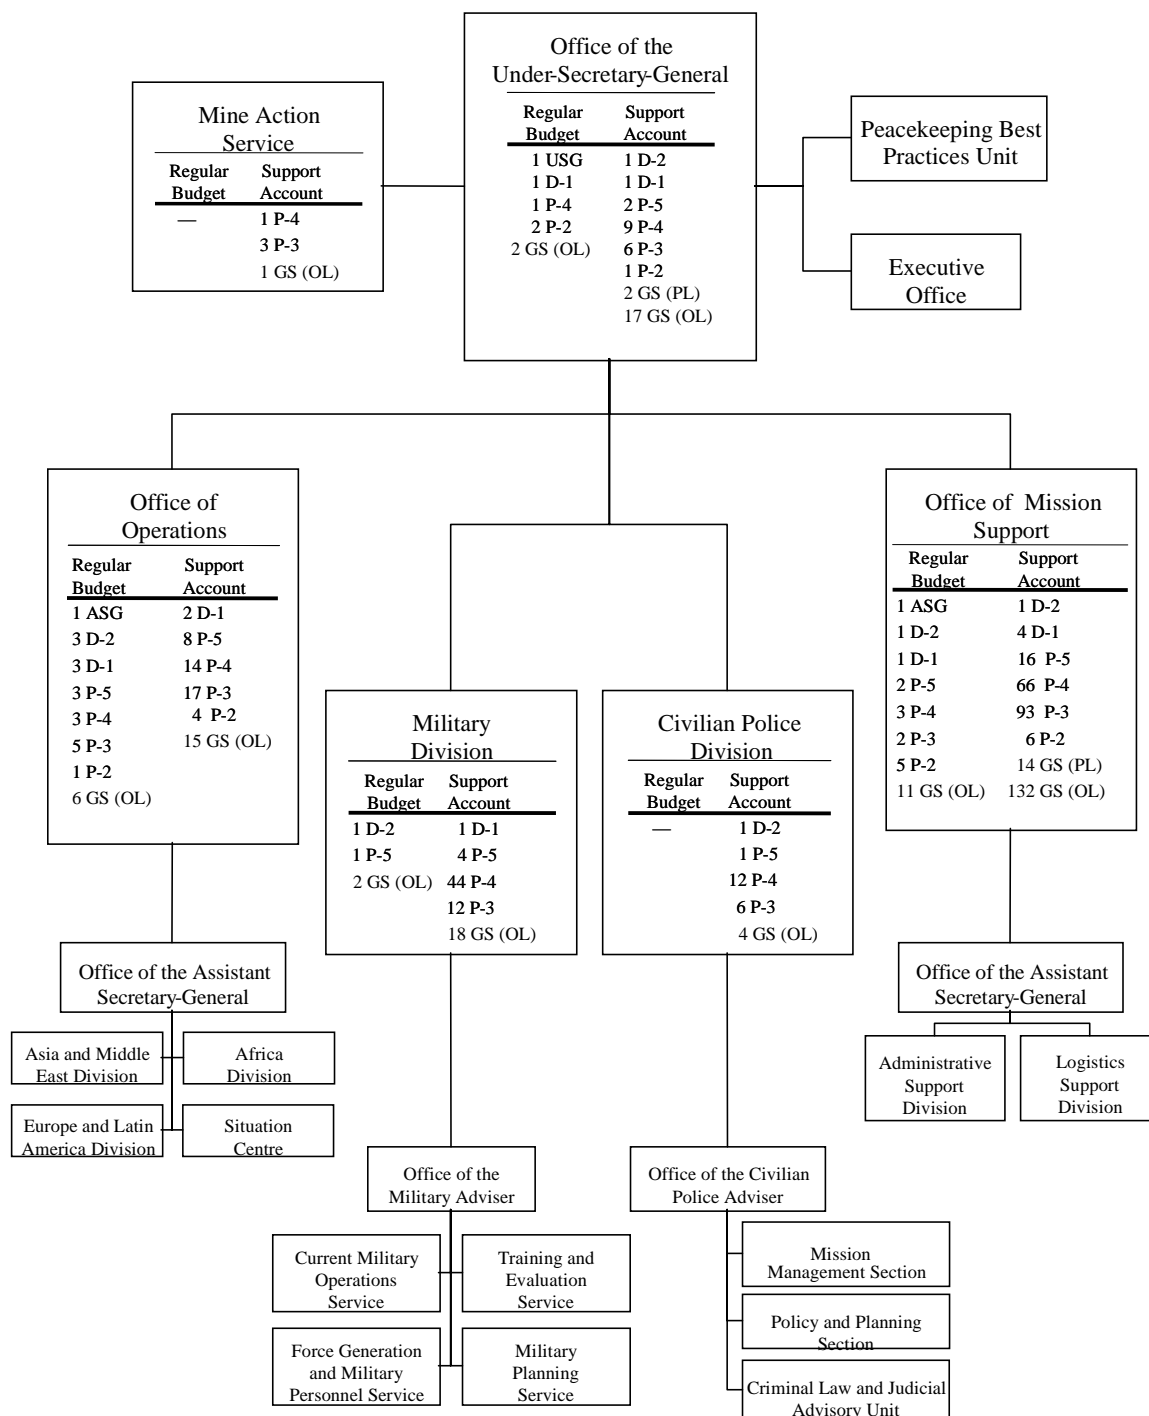 Office of the
Under-Secretary-General
Regular Support
Budget Account
1 USG 1 D-2
1 D-1 1 D-1
1 P-4 2 P-5
2 P-2 9 P-4
2 GS (OL) 6 P-3
1 P-2
2 GS (PL)
17 GS (OL)
Mine Action
Service
Regular Support
Budget Account
— 1 P-4
3 P-3
1 GS (OL)
Peacekeeping Best
Practices Unit
Executive
Office
Office of
Operations
Regular Support
Budget Account
1 ASG 2 D-1
3 D-2 8 P-5
3 D-1 14 P-4
3 P-5 17 P-3
3 P-4 4 P-2
5 P-3 15 GS (OL)
1 P-2
6 GS (OL)
Military
Division
Regular Support
Budget Account
1 D-2 1 D-1
1 P-5 4 P-5
2 GS (OL) 44 P-4
12 P-3
18 GS (OL)
Civilian Police
Division
Regular Support
Budget Account
— 1 D-2
1 P-5
12 P-4
6 P-3
4 GS (OL)
Office of Mission
Support
Regular Support
Budget Account
1 ASG 1 D-2
1 D-2 4 D-1
1 D-1 16 P-5
2 P-5 66 P-4
3 P-4 93 P-3
2 P-3 6 P-2
5 P-2 14 GS (PL)
11 GS (OL) 132 GS (OL)
Office of the Assistant
Secretary-General
Asia and Middle
East Division
Africa
Division
Europe and Latin
America Division
Situation
Centre
Office of the Assistant
Secretary-General
Administrative
Support
Division
Logistics
Support
Division
Office of the
Military Adviser
Current Military
Operations
Service
Training and
Evaluation
Service
Force Generation
and Military
Personnel Service
Military
Planning
Service
Office of the Civilian
Police Adviser
Mission
Management Section
Policy and Planning
Section
Criminal Law and Judicial
Advisory Unit